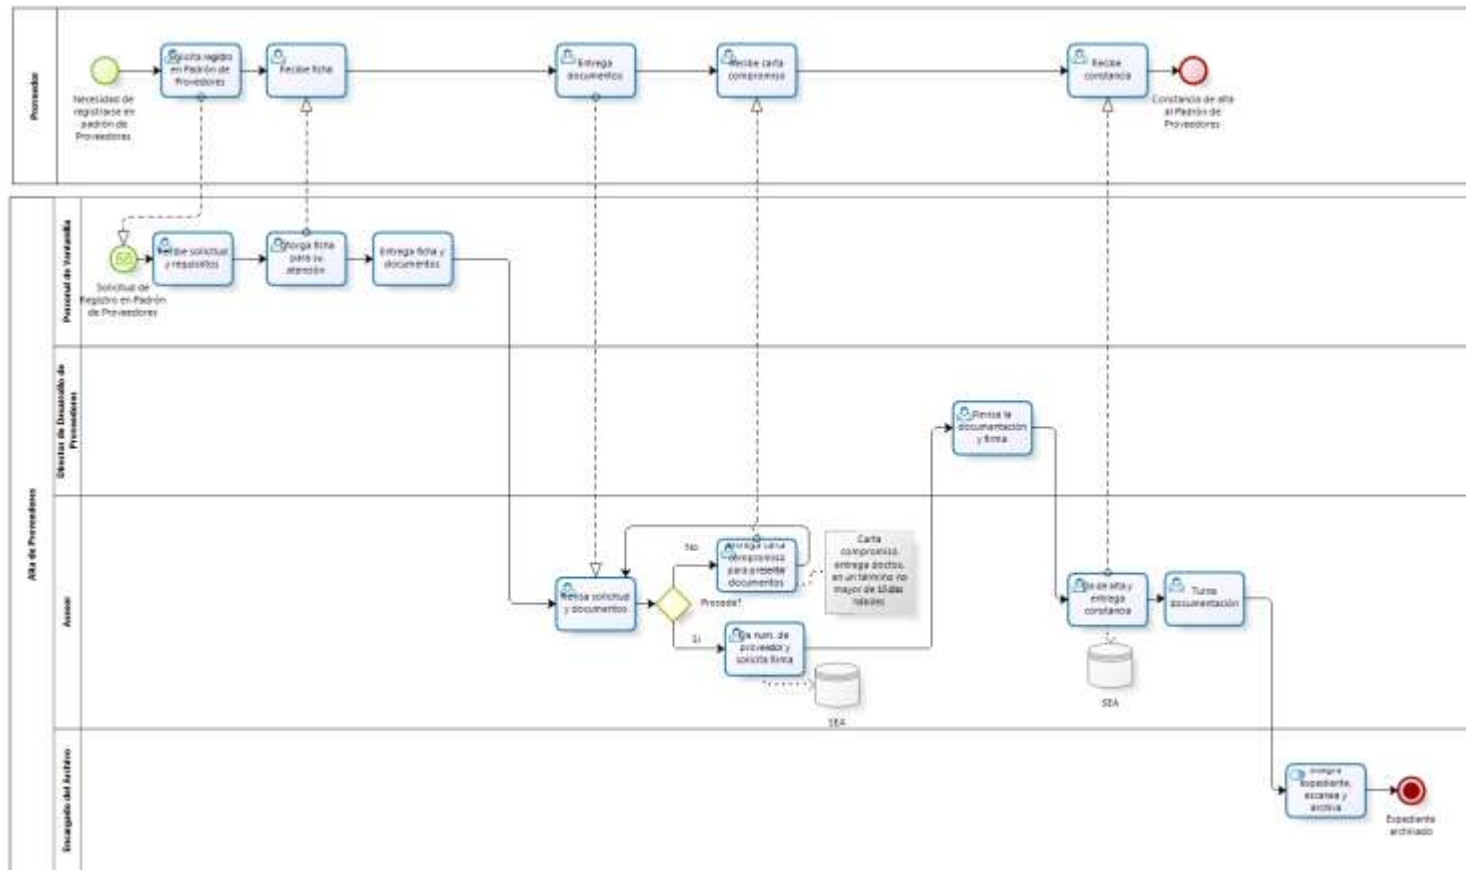 Proveedor
Solicita registro
en Padrón de
Proveedores
Recibe ficha
Entrega
documentos
Recibe carta
compromiso
Recibe
constancia
Necesidad de
registrarse en
padrón de
Proveedores
Constancia de alta
al Padrón de
Proveedores
Alta de Proveedores
Personal de Ventanilla
Recibe solicitud
y requisitos
Otorga ficha
para su
atención
Entrega ficha y
documentos
Solicitud de
Registro en Padrón
de Proveedores
Director de Desarrollo de
Proveedores
Revisa la
documentación
y firma
Asesor
Revisa solicitud
y documentos
No
Procede?
Si
Entrega carta
compromiso
para presente
documentos
Carta
compromiso,
entrega doctos.
en un término no
mayor de
hábiles
Da num. de
proveedor y
solicita firma
SEA
Da de alta y
entrega
constancia
Turna
documentación
SEA
Encargado del Archivo
expediente,
escanea y
archiva
Expediente
archivado